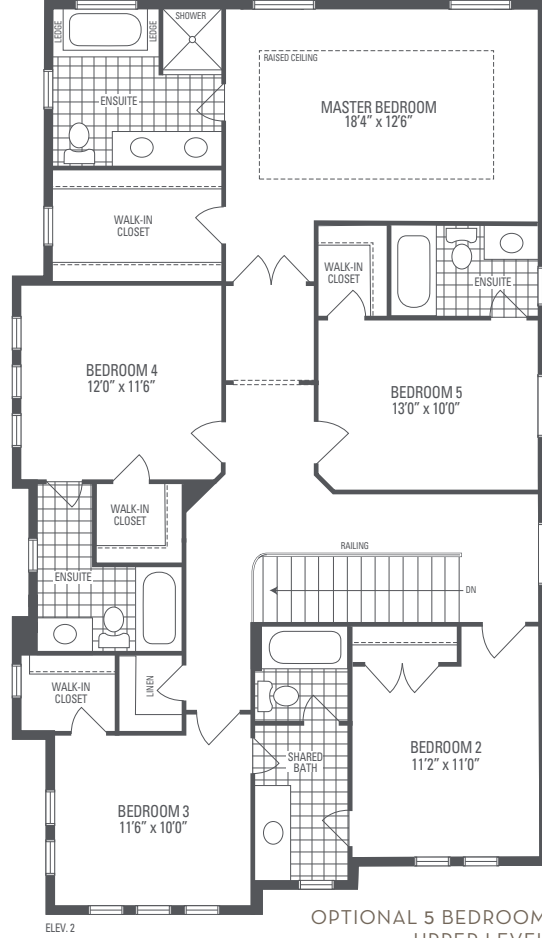 LEDGE
LEDGE
SHOWER
ENSUITE
RAISED CEILING
MASTER BEDROOM
18'4" x 12'6"
WALK-IN
CLOSET
WALK-IN
CLOSET
ENSUITE
BEDROOM 4
12'0" x 11'6"
BEDROOM 5
13'0" x 10'0"
WALK-IN
CLOSET
ENSUITE
RAILING
DN
WALK-IN
CLOSET
LINEN
SHARED
BATH
BEDROOM 2
11'2" x 11'0"
BEDROOM 3
11'6" x 10'0"
ELEV. 2
OPTIONAL 5 BEDROOM
UPPER LEVEL